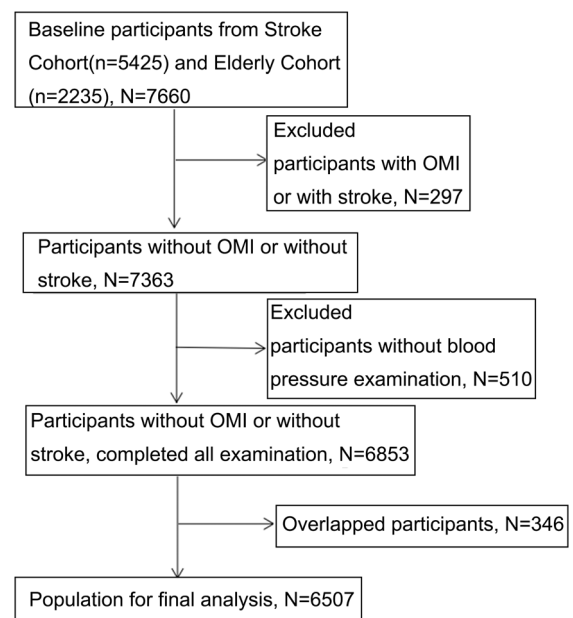 Baseline participants from Stroke
Cohort(n=5425) and Elderly Cohort
(n=2235), N=7660
Excluded
participants with OMI
or with stroke, N=297
Participants without OMI or without
stroke, N=7363
Excluded
participants without blood
pressure examination, N=510
Participants without OMI or without
stroke, completed all examination, N=6853
Overlapped participants, N=346
Population for final analysis, N=6507